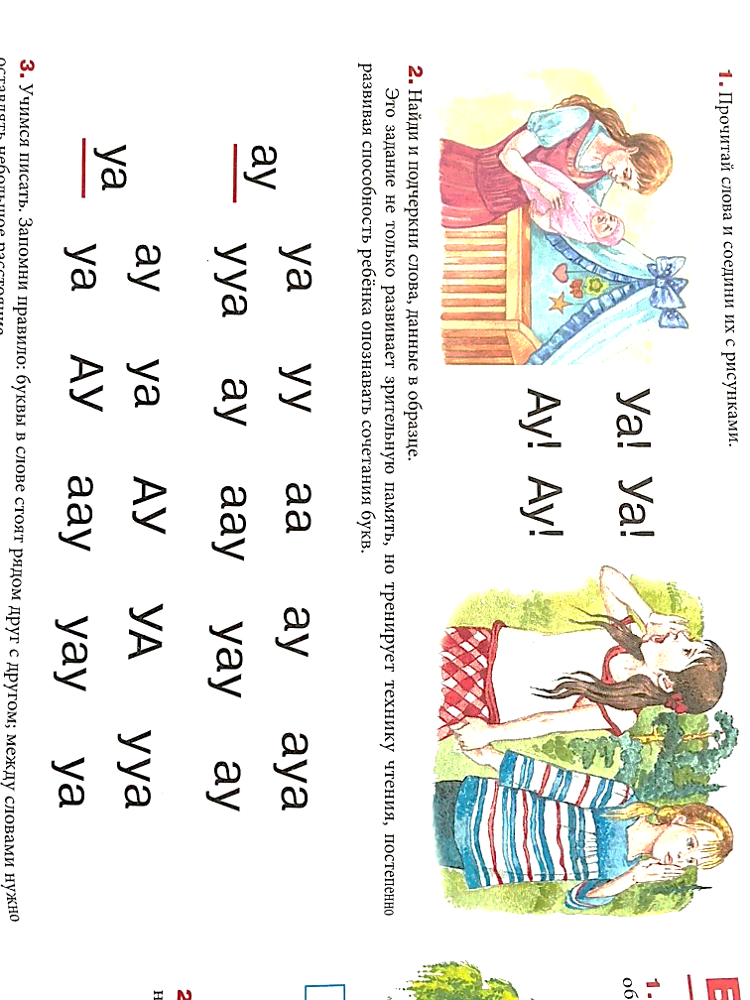 1. Прочитай слова и соедини их с рисунками.
Уа! Уа!
Ау! Ау!
2. Найди и подчеркни слова, данные в образце.
Это задание не только развивает зрительную память, но тренирует технику чтения, постепенно
развивая способность ребёнка опознавать сочетания букв.
уа уу аа ау ауа
ау
ууа ау аау уау ау
ау уа АУ УА ууа
уа
уа АУ аау уау уа
3. Учимся писать. Запомни правило: буквы в слове стоят рядом друг с другом; между словами нужно
оставлять небольшое расстояние.
1.
об
2
н